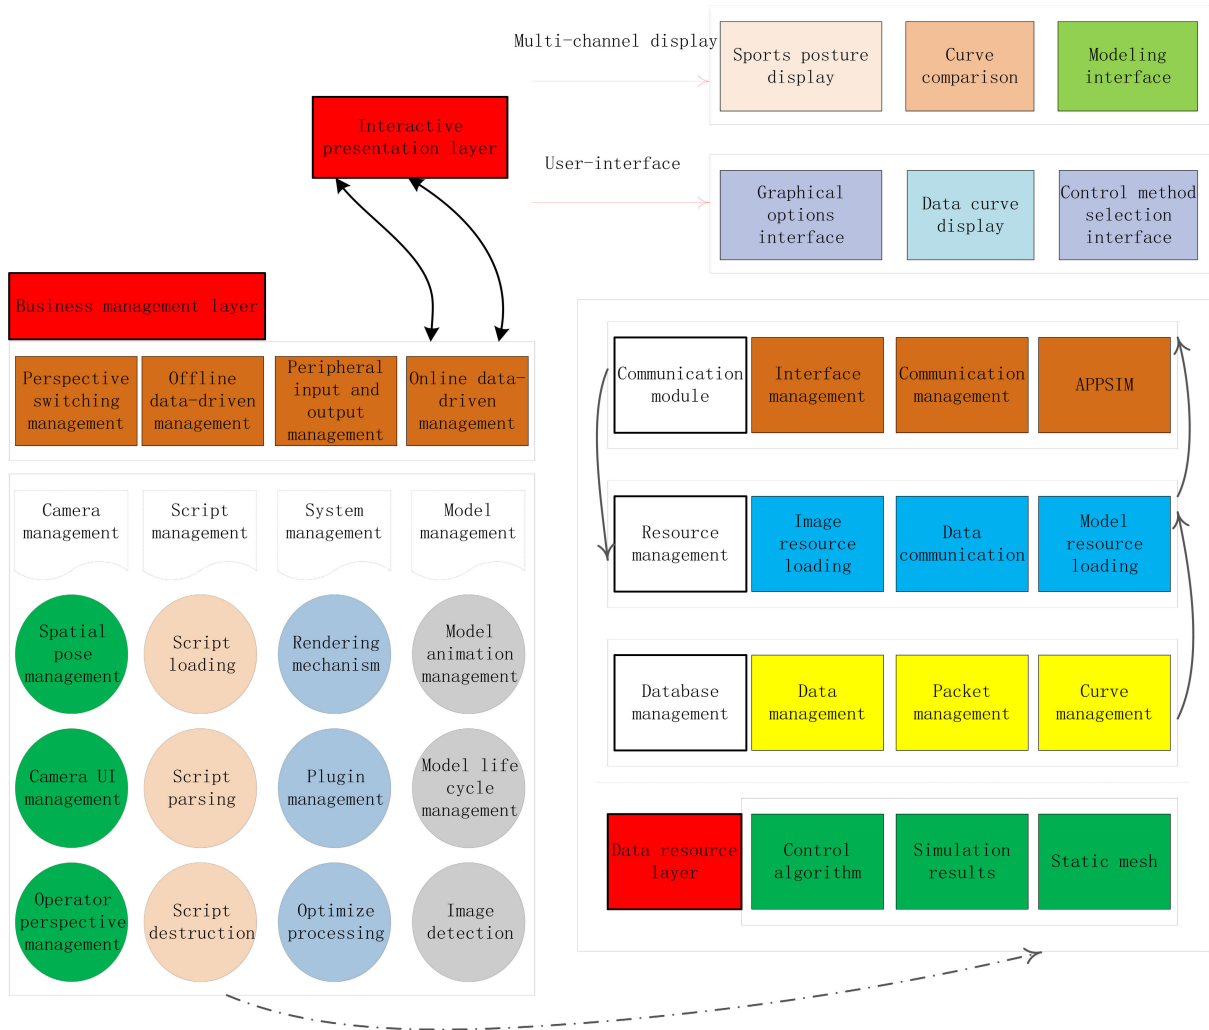 Multi-channel display
Sports posture
display
Curve
comparison
Modeling
interface
Interactive
presentation layer
User-interface
Graphical
options
interface
Data curve
display
Control method
selection
interface
Business management layer
Perspective
switching
management
Offline
data-driven
management
Peripheral
input and
output
management
Online data-
driven
management
Communication
module
Interface
management
Communication
management
APPSIM
Camera
management
Script
management
System
management
Model
management
Resource
management
Image
resource
loading
Data
communication
Model
resource
loading
Spatial
pose
management
Script
loading
Rendering
mechanism
Model
animation
management
Database
management
Data
management
Packet
management
Curve
management
Camera UI
management
Script
parsing
Plugin
management
Model life
cycle
management
Data resource
layer
Control
algorithm
Simulation
results
Static mesh
Operator
perspective
management
Script
destruction
Optimize
processing
Image
detection